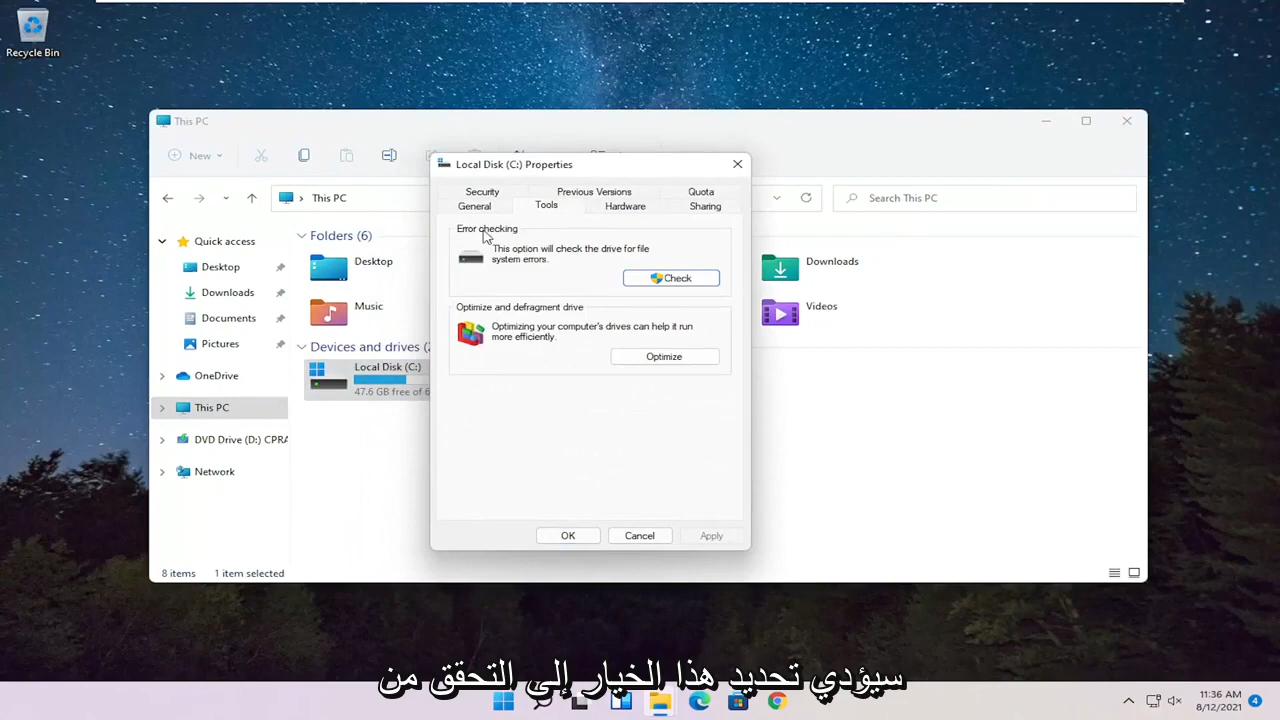 Recycle Bin
This PC
New
This PC
Search This PC
Quick access
Desktop
Downloads
Documents
Pictures
OneDrive
This PC
DVD Drive (D:) CPRA
Network
Folders (6)
Desktop
Music
Downloads
Videos
Devices and drives (
Local Disk (C:)
47.6 GB free of 6
Local Disk (C:) Properties
Security
Previous Versions
Quota
General
Tools
Hardware
Sharing
Error checking
This option will check the drive for file
system errors.
Check
Optimize and defragment drive
Optimizing your computer's drives can help it run
more efficiently.
Optimize
OK
Cancel
Apply
8 items
1 item selected
سيؤدي تحديد هذا الخيار إلى التحقق من
11:36 AM
8/12/2021
4